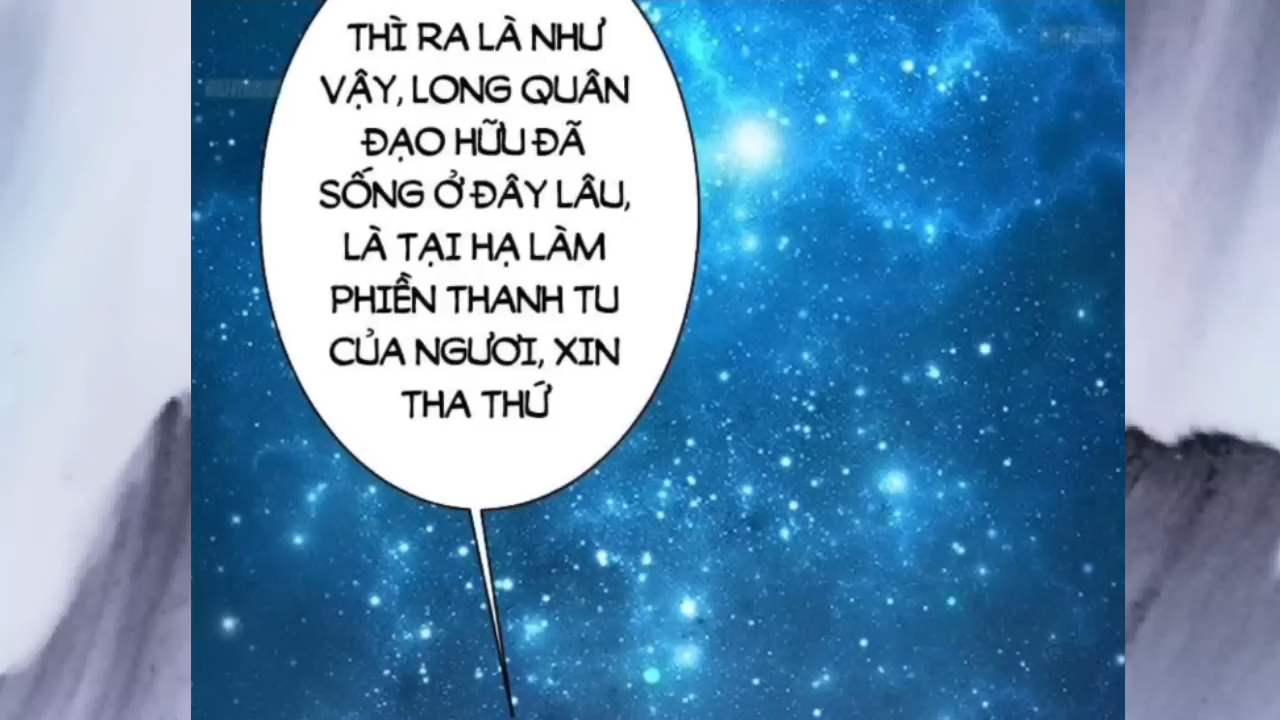 THÌ RA LÀ NHƯ
VẬY, LONG QUÂN
ĐẠO HỮU ĐÃ
SỐNG Ở ĐÂY LÂU,
LÀ TẠI HẠ LÀM
PHIỀN THANH TU
CỦA NGƯƠI, XIN
THA THỨ